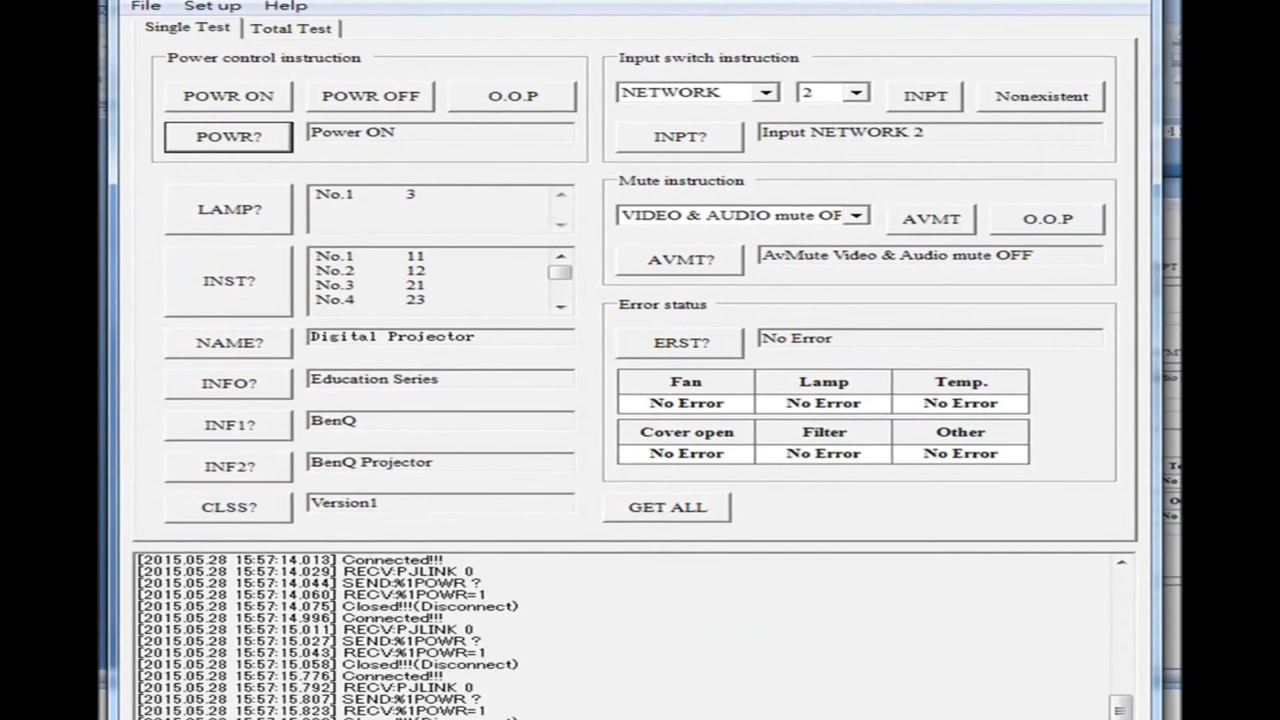 File Set up Help
Single Test Total Test
Power control instruction
POWR ON POWR OFF O.O.P
POWR? Power ON
LAMP? No.1 3
INST? No.1 11
No.2 12
No.3 21
No.4 23
NAME? Digital Projector
INFO? Education Series
INF1? BenQ
INF2? BenQ Projector
CLSS? Version1
Input switch instruction
NETWORK 2 INPT Nonexistent
INPT? Input NETWORK 2
Mute instruction
VIDEO & AUDIO mute OF AVMT O.O.P
AVMT? AvMute Video & Audio mute OFF
Error status
ERST? No Error
Fan Lamp Temp.
No Error No Error No Error
Cover open Filter Other
No Error No Error No Error
GET ALL
[2015.05.28 15:57:14.013] Connected!!!
[2015.05.28 15:57:14.029] RECV:PJLINK 0
[2015.05.28 15:57:14.044] SEND:%1POWR ?
[2015.05.28 15:57:14.060] RECV:%1POWR=1
[2015.05.28 15:57:14.075] Closed!!!(Disconnect)
[2015.05.28 15:57:14.996] Connected!!!
[2015.05.28 15:57:15.011] RECV:PJLINK 0
[2015.05.28 15:57:15.027] SEND:%1POWR ?
[2015.05.28 15:57:15.043] RECV:%1POWR=1
[2015.05.28 15:57:15.058] Closed!!!(Disconnect)
[2015.05.28 15:57:15.776] Connected!!!
[2015.05.28 15:57:15.792] RECV:PJLINK 0
[2015.05.28 15:57:15.807] SEND:%1POWR ?
[2015.05.28 15:57:15.823] RECV:%1POWR=1